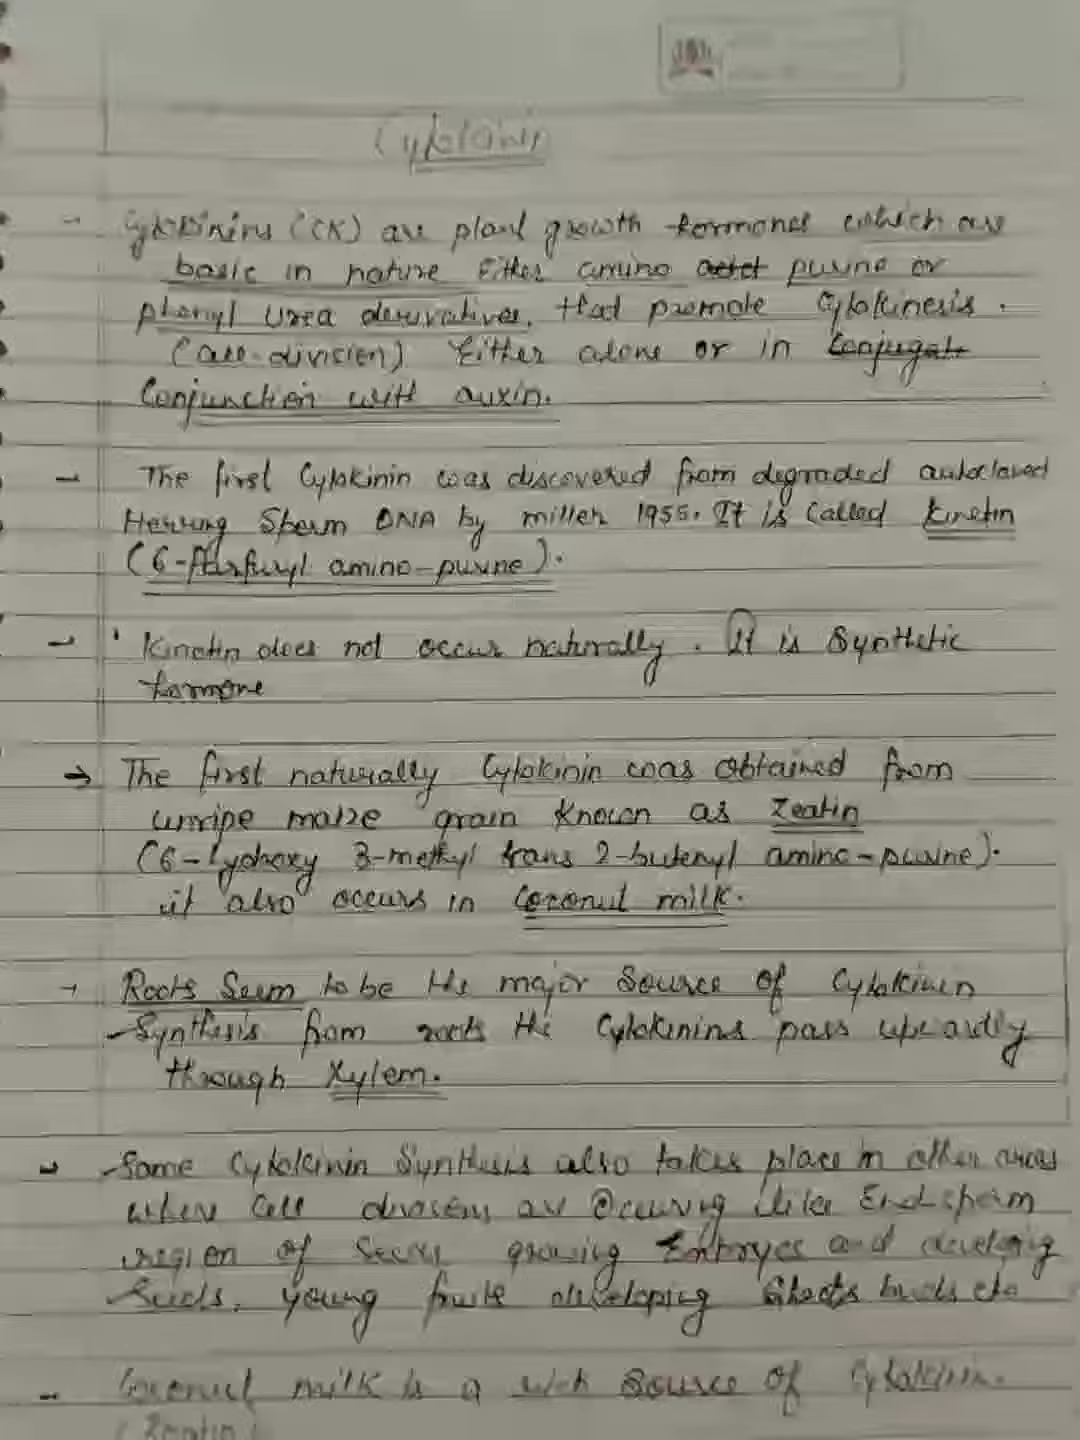 Cytokinin
- Cytokinins (CK) are plant growth hormones which are
basic in nature Either amino acid purine or
phenyl urea derivatives, that promote Cytokinesis.
(cell-division) Either alone or in Conjugate
Conjunction with auxin.
- The first Cytokinin was discovered from degraded autoclaved
Herring Sperm DNA by miller 1955. It is Called Kinetin
(6-furfuryl amino-purine).
- Kinetin does not occur naturally. It is Synthetic
hormone
→ The first naturally Cytokinin was obtained from
unripe maize grain Known as Zeatin
(6-hydroxy 3-methyl trans 2-butenyl amino-purine).
it also occurs in Coconut milk.
→ Roots Seem to be the major Source of Cytokinin
Synthesis from roots the Cytokinins pass upwardly
through Xylem.
→ Some Cytokinin Synthesis also takes place in other areas
where Cell are Occuring like Endosperm
region of growing Embryos and developing
Seeds, young fruits developing Shoots buds etc
- Coconut milk is a rich Source of Cytokinin.
(Zeatin)